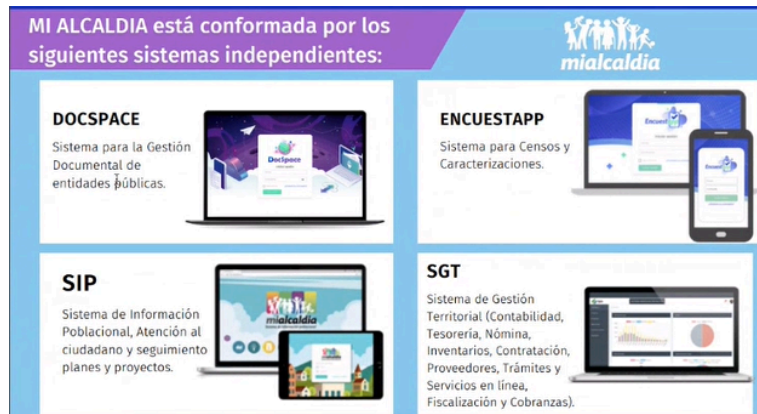 MI ALCALDIA está conformada por los
siguientes sistemas independientes:
mialcaldia
DOCSPACE
Sistema para la Gestión
Documental de
entidades públicas.
DocSpace
ENCUESTAPP
Sistema para Censos y
Caracterizaciones.
SIP
Sistema de Información
Poblacional, Atención al
ciudadano y seguimiento
planes y proyectos.
mialcaldia
SGT
Sistema de Gestión
Territorial (Contabilidad,
Tesorería, Nómina,
Inventarios, Contratación,
Proveedores, Trámites y
Servicios en línea,
Fiscalización y Cobranzas).